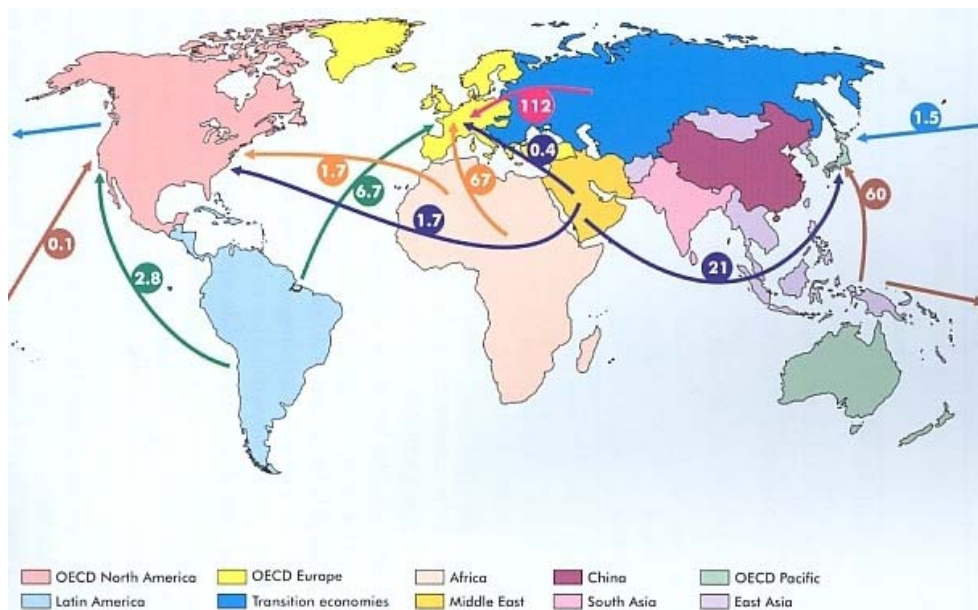 112
1.5
0.4
1.7
67
6.7
60
1.7
0.1
21
2.8
OECD North America
OECD Europe
Africa
China
OECD Pacific
Latin America
Transition economies
Middle East
South Asia
East Asia